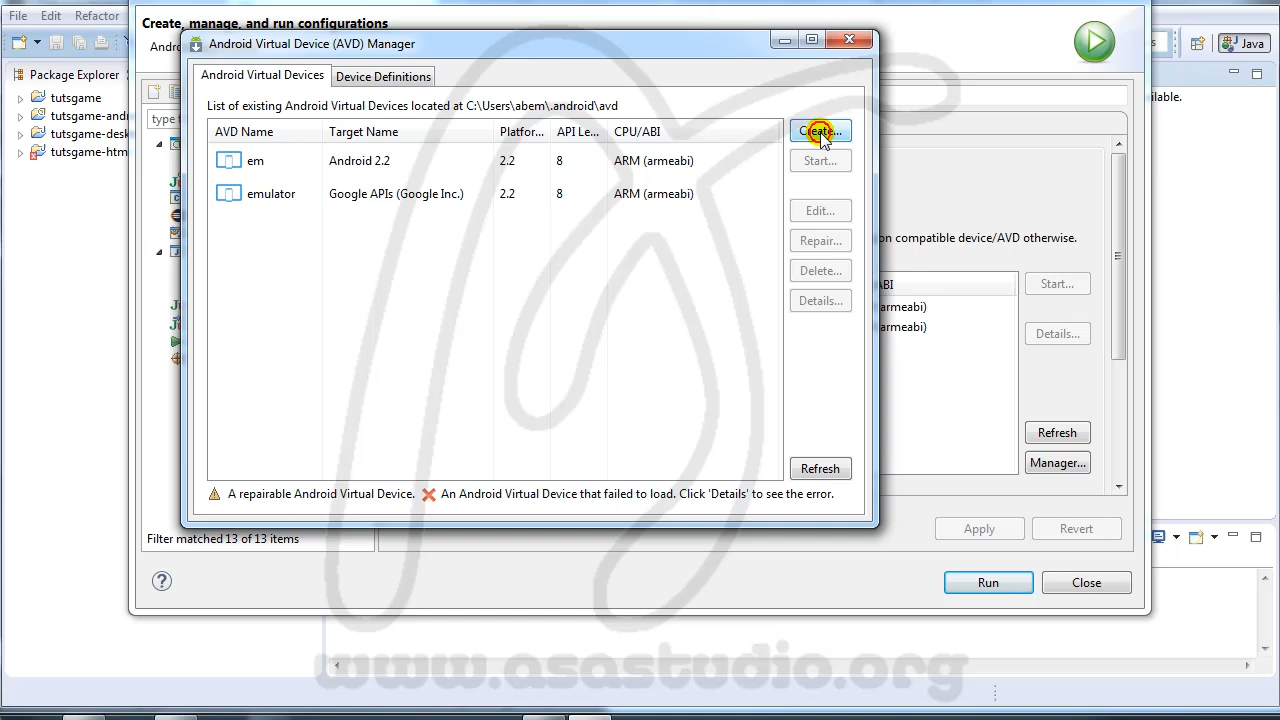 Create, manage, and run configurations
File Edit Refactor
Andro
Android Virtual Device (AVD) Manager
Java
Package Explorer
tutsgame
tutsgame-and
tutsgame-desk
tutsgame-htm
type
Android Virtual Devices Device Definitions
List of existing Android Virtual Devices located at C:\Users\abem\.android\avd
AVD Name Target Name Platfor... API Le... CPU/ABI
em Android 2.2 2.2 8 ARM (armeabi)
emulator Google APIs (Google Inc.) 2.2 8 ARM (armeabi)
Create...
Start...
Edit...
Repair...
Delete...
Details...
Refresh
A repairable Android Virtual Device. An Android Virtual Device that failed to load. Click 'Details' to see the error.
ilable.
on compatible device/AVD otherwise.
ABI
armeabi)
armeabi)
Start...
Details...
Refresh
Manager...
Apply Revert
Filter matched 13 of 13 items
Run Close
www.asastudio.org